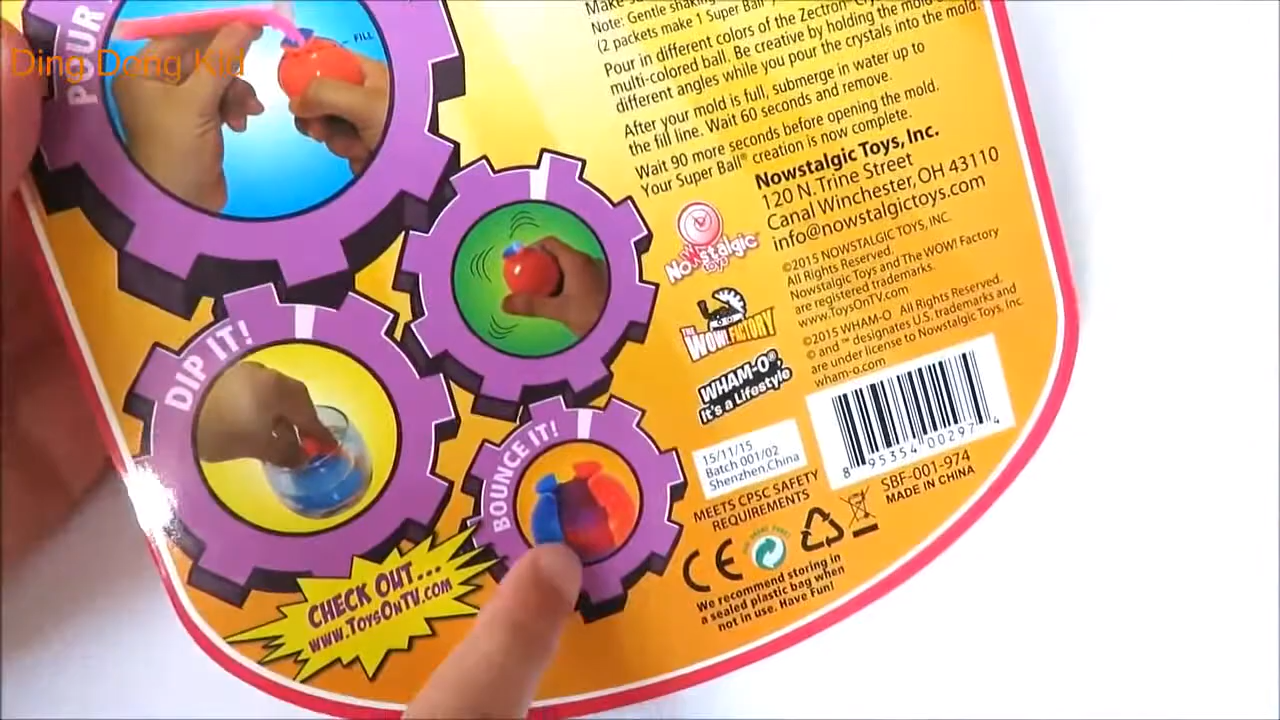 Ding Dong Kid
POUR
FILL
Note: Gentle shaking
(2 packets make 1 Super Ball
Pour in different colors of the Zectron
multi-colored ball. Be creative by holding the mold
different angles while you pour the crystals into the mold.
After your mold is full, submerge in water up to
the fill line. Wait 60 seconds and remove.
Wait 90 more seconds before opening the mold.
Your Super Ball® creation is now complete.
Nowstalgic Toys, Inc.
120 N. Trine Street
Canal Winchester, OH 43110
info@nowstalgictoys.com
Nowstalgic
toys
©2015 NOWSTALGIC TOYS, INC.
All Rights Reserved.
Nowstalgic Toys and The WOW! Factory
are registered trademarks.
www.ToysOnTV.com
THE
WOW! FACTORY
©2015 WHAM-O All Rights Reserved.
® and ™ designates U.S. trademarks and
are under license to Nowstalgic Toys, Inc
wham-o.com
WHAM-O®
It's a Lifestyle
DIP IT!
BOUNCE IT!
15/11/15
Batch 001/02
Shenzhen,China
8 95354 00297 4
SBF-001-974
MADE IN CHINA
MEETS CPSC SAFETY
REQUIREMENTS
CE
We recommend storing in
a sealed plastic bag when
not in use. Have Fun!
CHECK OUT...
www.ToysOnTV.com